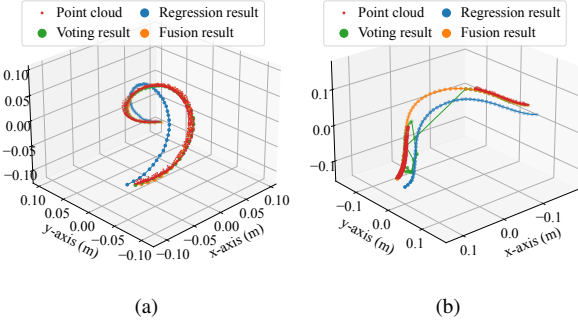 Point cloud Regression result
Voting result Fusion result
0.10
0.05
0.00
−0.05
−0.10
0.10
0.05
0.00
−0.05
−0.10
y-axis (m)
−0.10
−0.05
0.00
0.05
0.10
x-axis (m)
(a)
Point cloud Regression result
Voting result Fusion result
0.1
0.0
−0.1
−0.1
0.0
0.1
y-axis (m)
0.1
0.0
−0.1
x-axis (m)
(b)